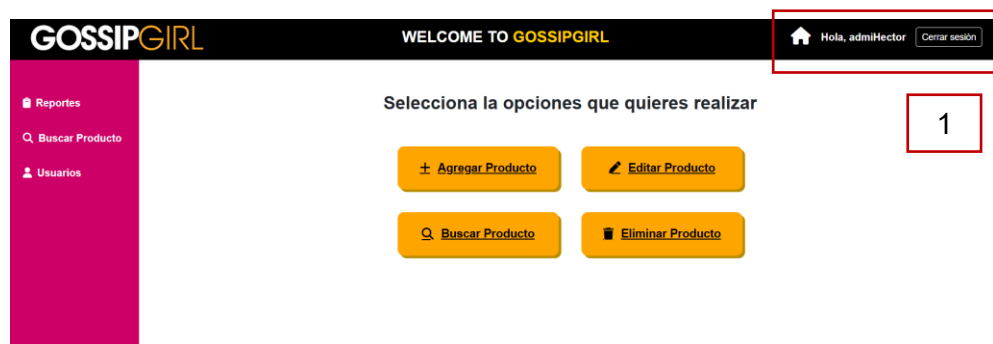 GOSSIPGIRL
WELCOME TO GOSSIPGIRL
Hola, admiHector
Cerrar sesión
Reportes
Buscar Producto
Usuarios
Selecciona la opciones que quieres realizar
1
Agregar Producto
Editar Producto
Buscar Producto
Eliminar Producto